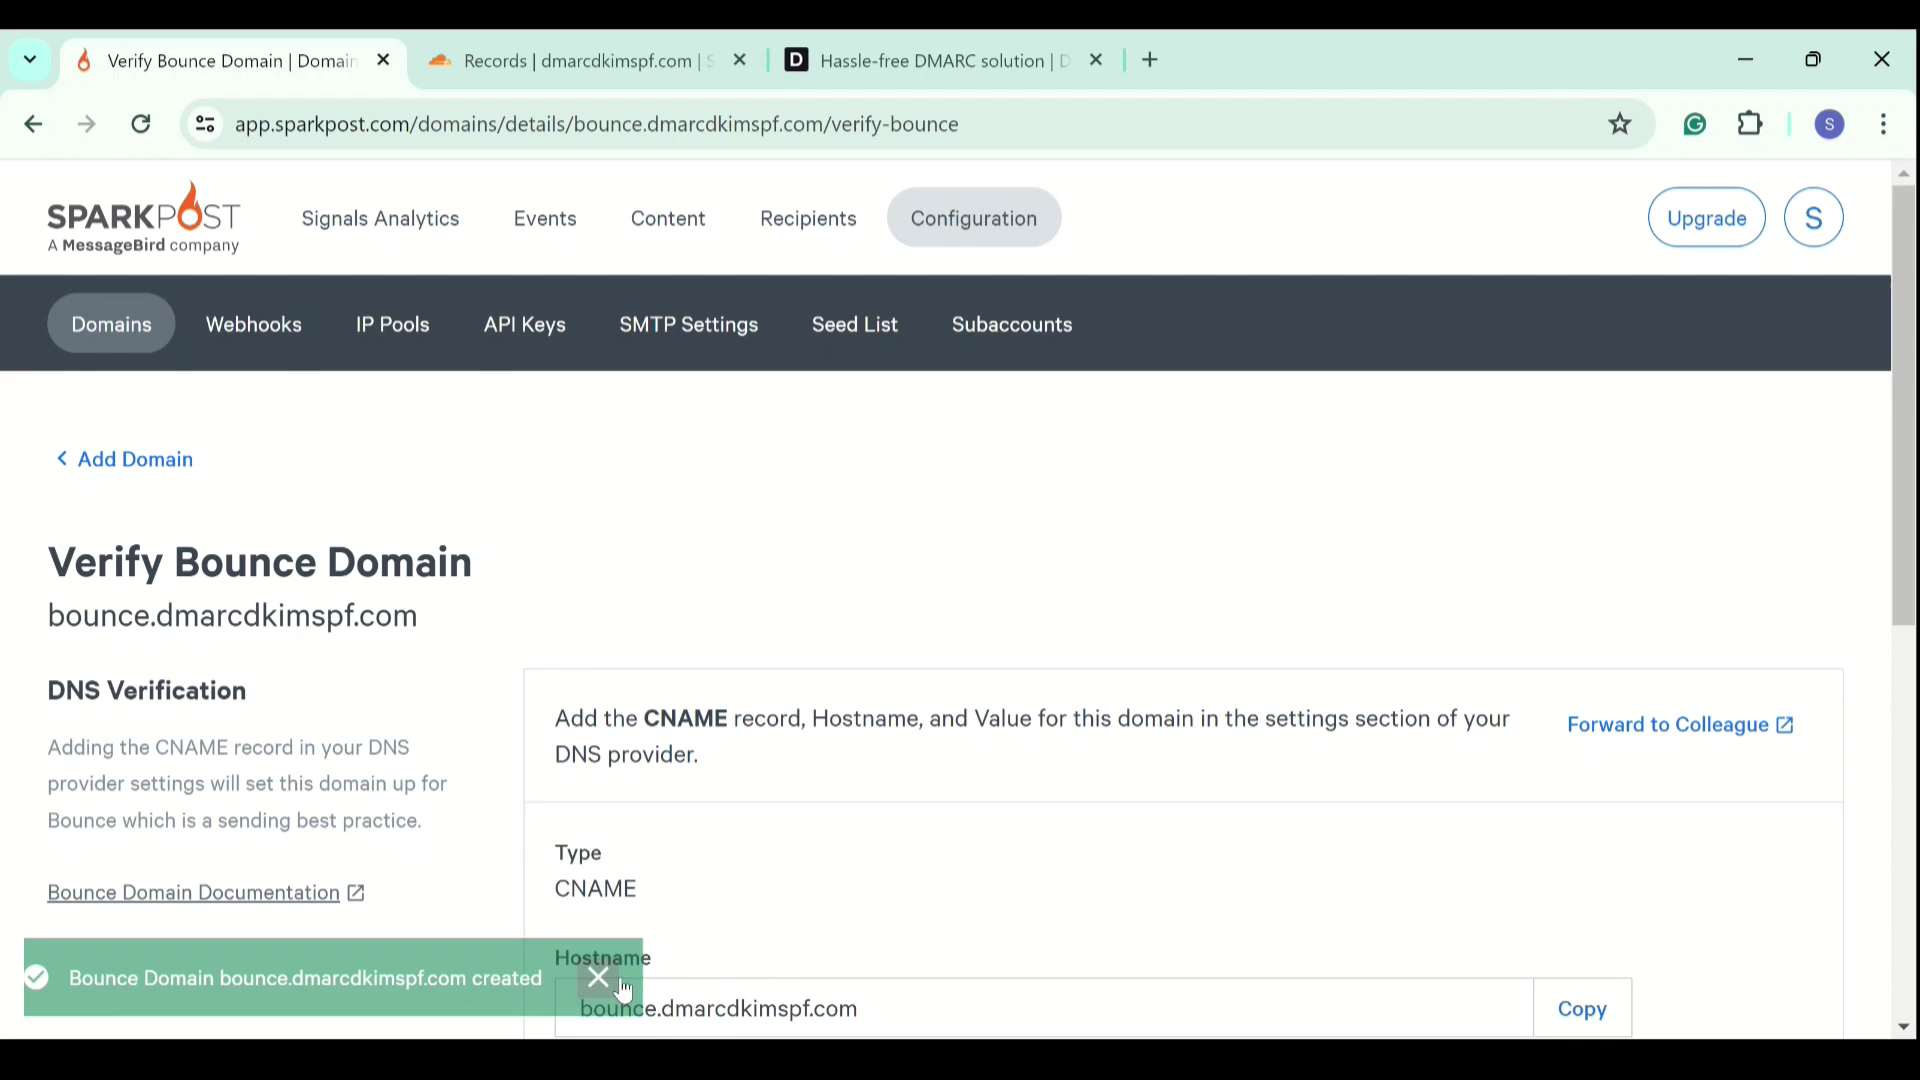 Verify Bounce Domain | Domain
Records | dmarcdkimspf.com |
Hassle-free DMARC solution |
app.sparkpost.com/domains/details/bounce.dmarcdkimspf.com/verify-bounce
S
SPARKPOST
A MessageBird company
Signals Analytics
Events
Content
Recipients
Configuration
Upgrade
S
Domains
Webhooks
IP Pools
API Keys
SMTP Settings
Seed List
Subaccounts
Add Domain
Verify Bounce Domain
bounce.dmarcdkimspf.com
DNS Verification
Adding the CNAME record in your DNS
provider settings will set this domain up for
Bounce which is a sending best practice.
Bounce Domain Documentation
Add the CNAME record, Hostname, and Value for this domain in the settings section of your
DNS provider.
Forward to Colleague
Type
CNAME
Hostname
bounce.dmarcdkimspf.com
Copy
Bounce Domain bounce.dmarcdkimspf.com created